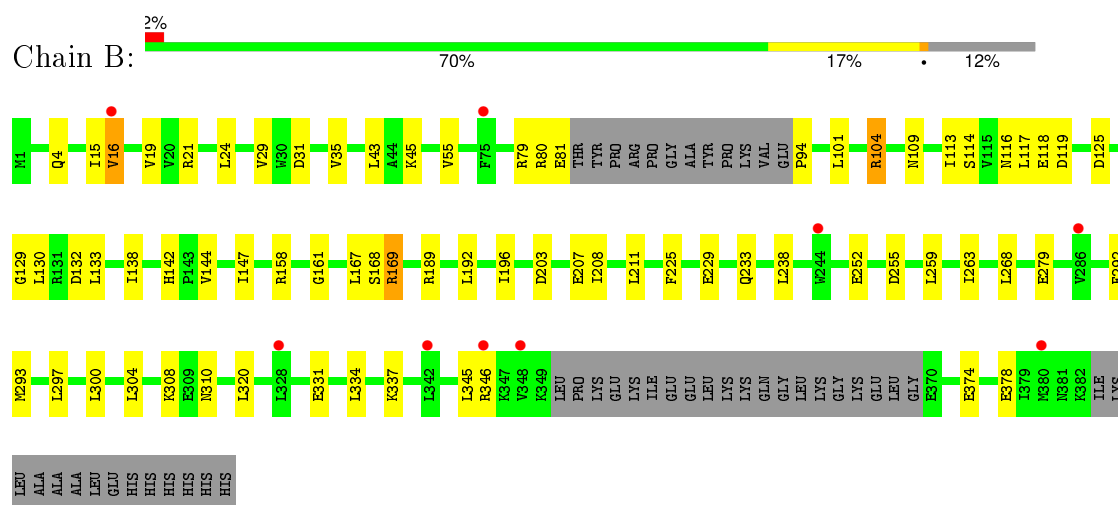 2%
Chain B:
70% 17% • 12%
M1 Q4 I15 V16 V19 V20 R21 L24 V29 W30 D31 V35 L43 A44 K45 V55 F75 R79 R80 E81 THR TYR PRO ARG PRO GLY ALA TYR PRO LYS VAL GLU P94 L101 R104 N109 I113 S114 V115 N116 L117 E118 D119 D125
G129 L130 R131 D132 L133 I138 H142 P143 V144 I147 R158 G161 L167 S168 R169 R189 L192 I196 D203 E207 I208 L211 F225 E229 Q233 L238 W244 E252 D255 L259 I263 L268 E279 V286
M293 L297 L300 L304 K308 E309 N310 L320 L328 E331 L334 K337 L342 L345 R346 K347 V348 K349 LEU PRO LYS GLU LYS ILE GLU GLU LEU LYS LYS GLN GLY LEU LYS GLY LYS GLU LEU GLY E370 E374 E378 I379 M380 N381 K382 ILE LYS
LEU ALA ALA ALA LEU GLU HIS HIS HIS HIS HIS HIS